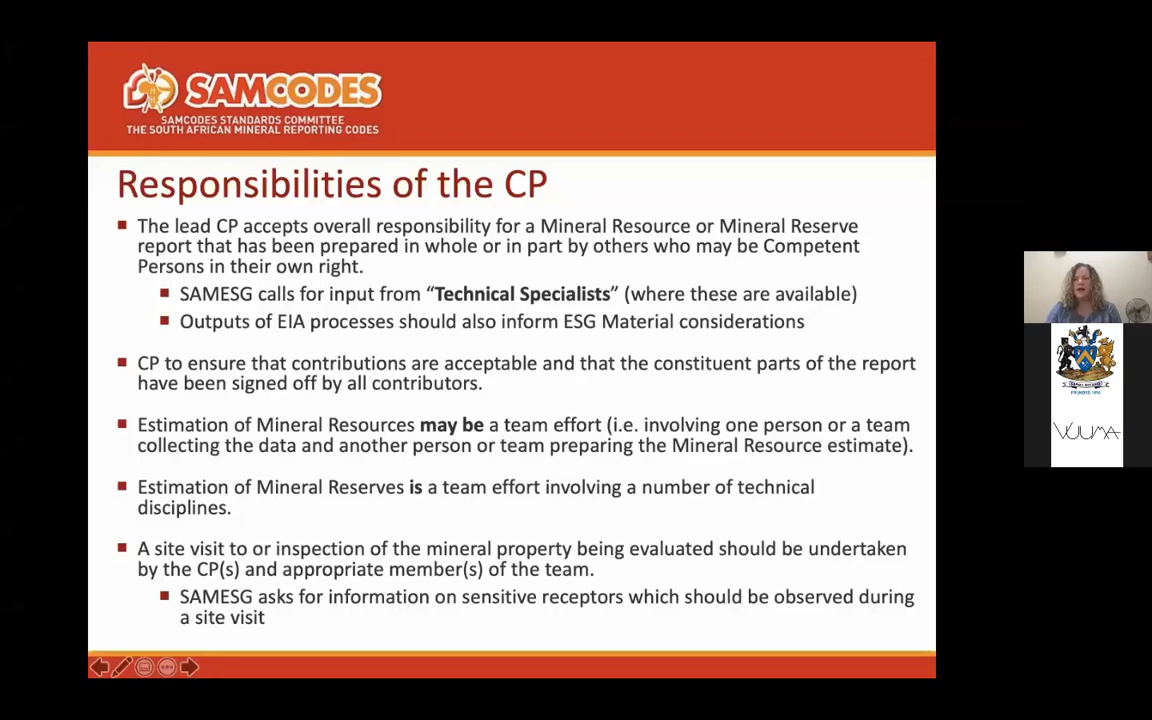 SAMCODES
SAMCODES STANDARDS COMMITTEE
THE SOUTH AFRICAN MINERAL REPORTING CODES
Responsibilities of the CP
The lead CP accepts overall responsibility for a Mineral Resource or Mineral Reserve
report that has been prepared in whole or in part by others who may be Competent
Persons in their own right.
SAMESG calls for input from “Technical Specialists” (where these are available)
Outputs of EIA processes should also inform ESG Material considerations
CP to ensure that contributions are acceptable and that the constituent parts of the report
have been signed off by all contributors.
Estimation of Mineral Resources may be a team effort (i.e. involving one person or a team
collecting the data and another person or team preparing the Mineral Resource estimate).
Estimation of Mineral Reserves is a team effort involving a number of technical
disciplines.
A site visit to or inspection of the mineral property being evaluated should be undertaken
by the CP(s) and appropriate member(s) of the team.
SAMESG asks for information on sensitive receptors which should be observed during
a site visit
FOUNDED 1894
VUUMA